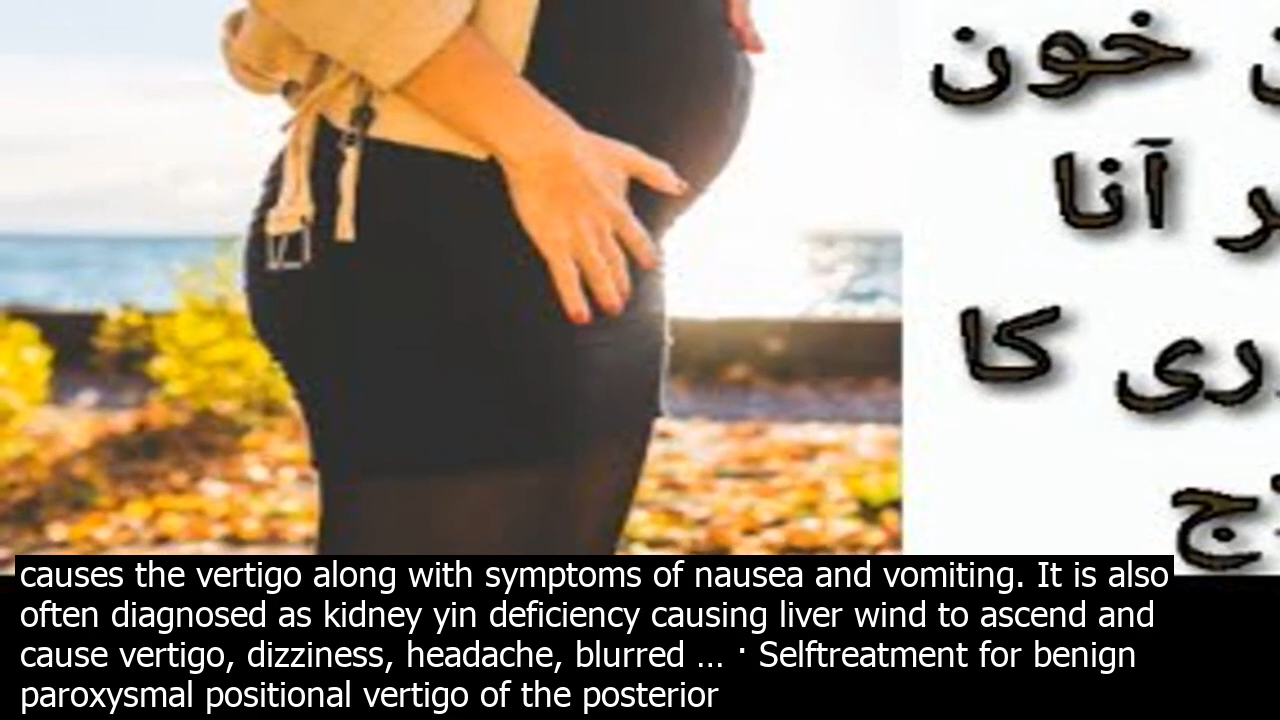 خون
آنا
کا
causes the vertigo along with symptoms of nausea and vomiting. It is also
often diagnosed as kidney yin deficiency causing liver wind to ascend and
cause vertigo, dizziness, headache, blurred ... · Selftreatment for benign
paroxysmal positional vertigo of the posterior